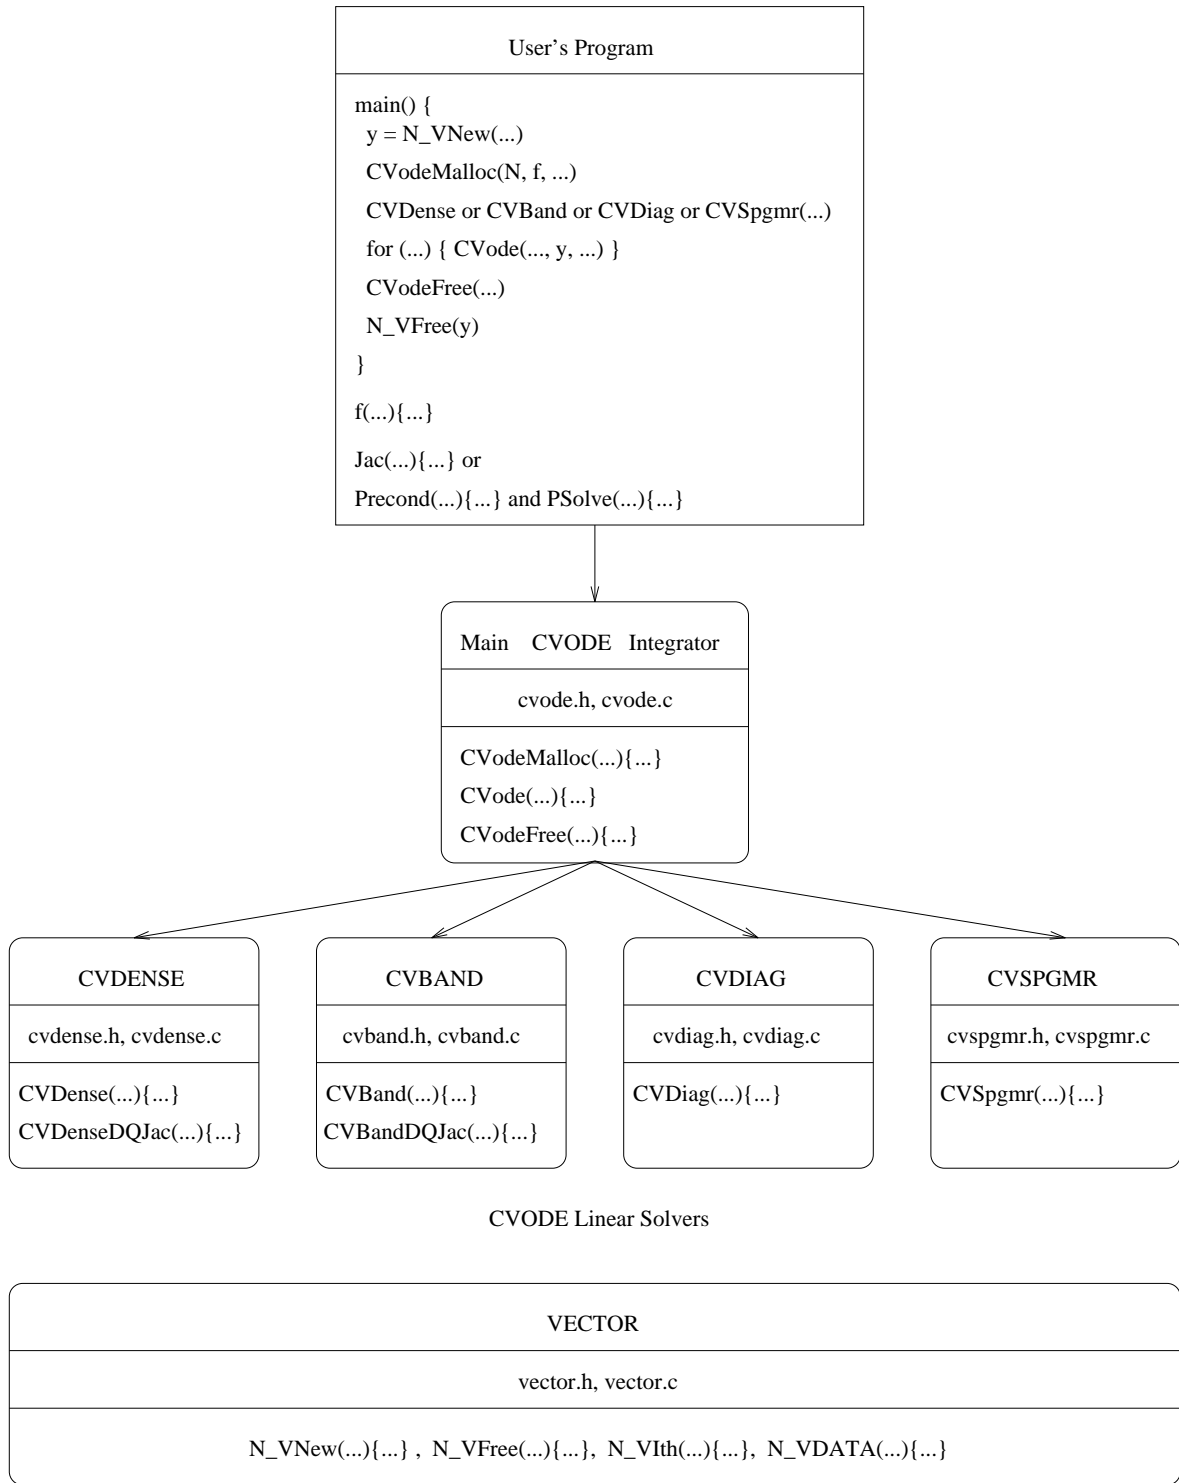 User's Program
main() {
y = N_VNew(...)
CVodeMalloc(N, f, ...)
CVDense or CVBand or CVDiag or CVSpgmr(...)
for (...) { CVode(..., y, ...) }
CVodeFree(...)
N_VFree(y)
}
f(...){...}
Jac(...){...} or
Precond(...){...} and PSolve(...){...}
Main CVODE Integrator
cvode.h, cvode.c
CVodeMalloc(...){...}
CVode(...){...}
CVodeFree(...){...}
CVDENSE
cvdense.h, cvdense.c
CVDense(...){...}
CVDenseDQJac(...){...}
CVBAND
cvband.h, cvband.c
CVBand(...){...}
CVBandDQJac(...){...}
CVDIAG
cvdiag.h, cvdiag.c
CVDiag(...){...}
CVSPGMR
cvspgmr.h, cvspgmr.c
CVSpgmr(...){...}
CVODE Linear Solvers
VECTOR
vector.h, vector.c
N_VNew(...){...} , N_VFree(...){...}, N_VIth(...){...}, N_VDATA(...){...}